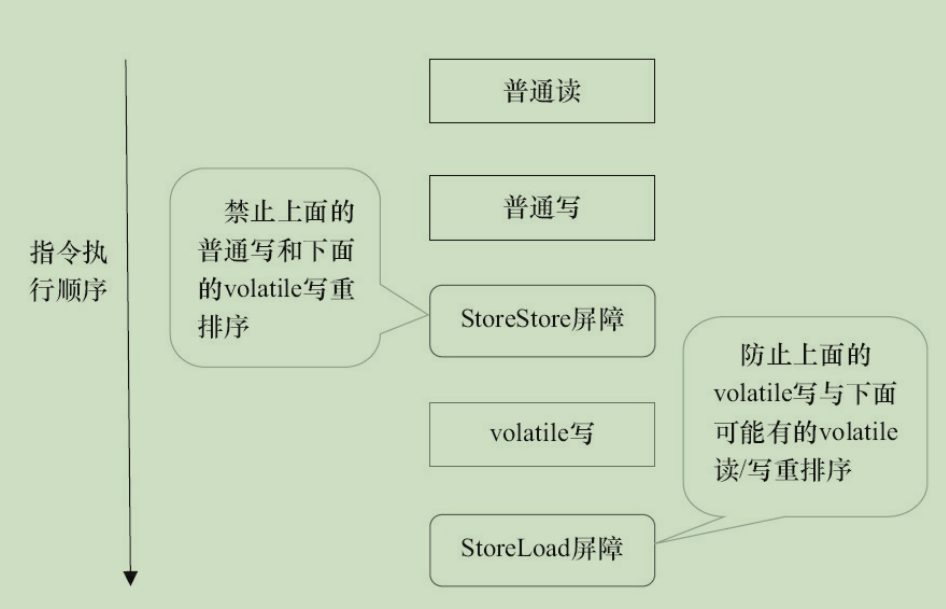 普通读
普通写
禁止上面的
普通写和下面
的volatile写重
排序
指令执
行顺序
StoreStore屏障
防止上面的
volatile写与下面
可能有的volatile
读/写重排序
volatile写
StoreLoad屏障